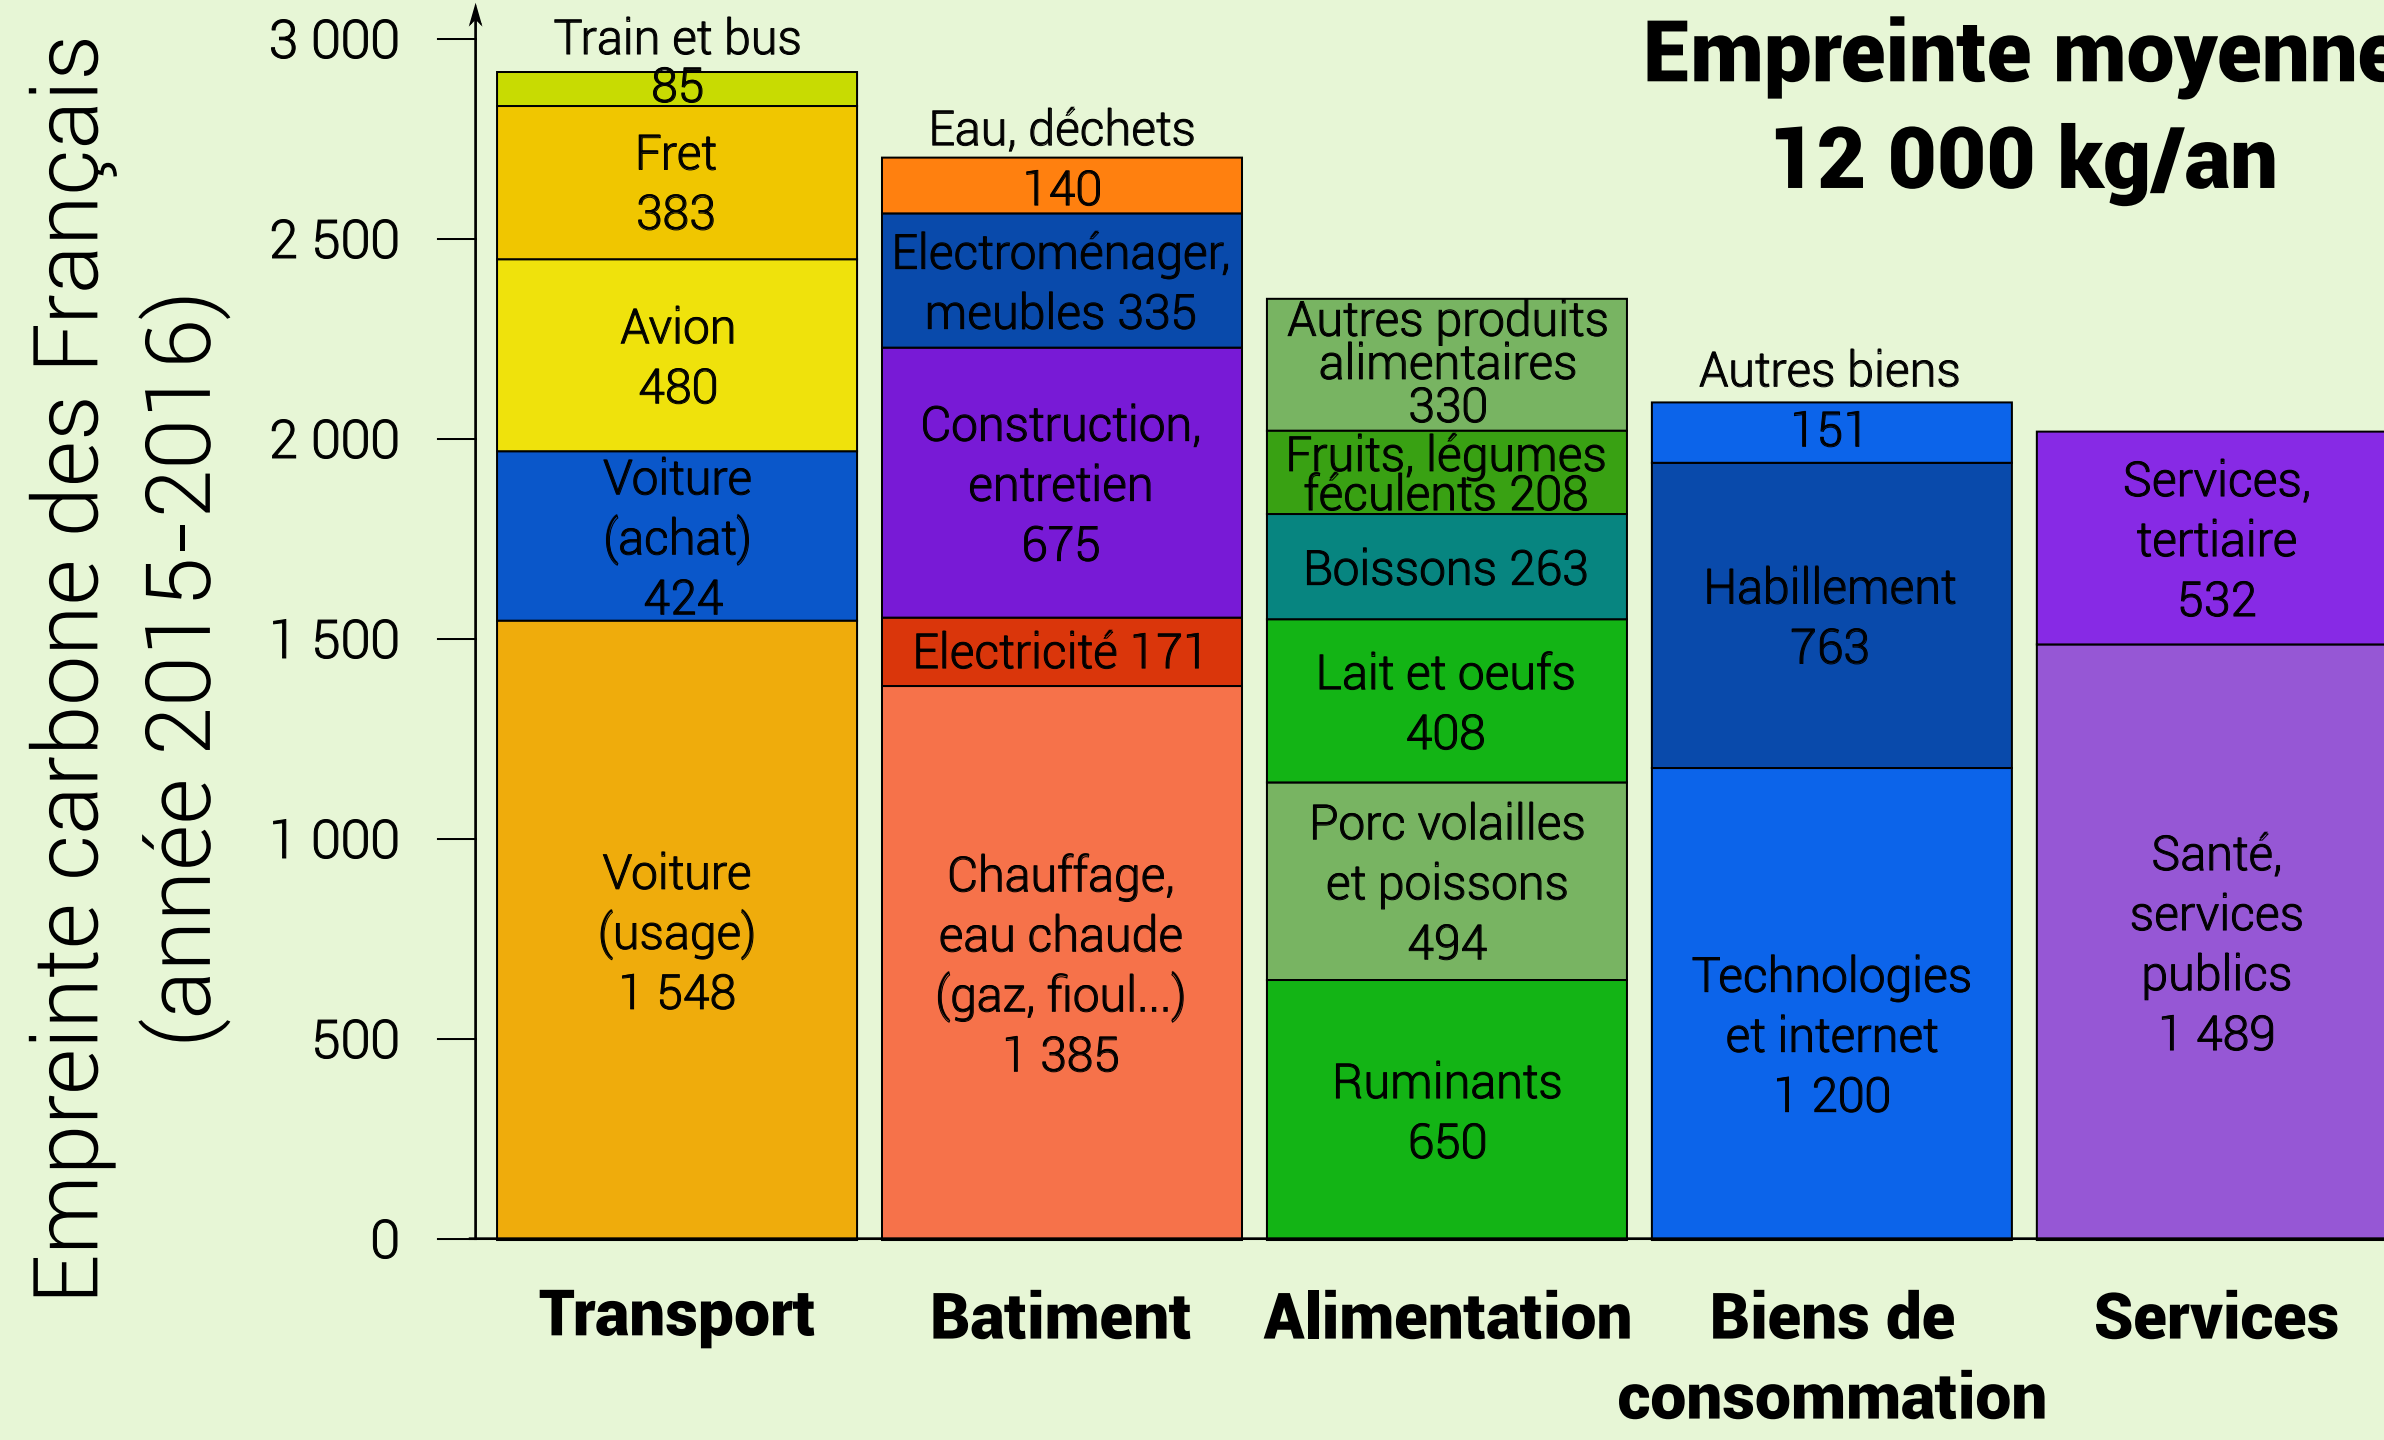 Empreinte carbone des Français
(année 2015-2016)
3 000
2 500
2 000
1 500
1 000
500
0
Empreinte moyenne
12 000 kg/an
Train et bus
85
Fret
383
Avion
480
Voiture
(achat)
424
Voiture
(usage)
1 548
Transport
Eau, déchets
140
Electroménager,
meubles 335
Construction,
entretien
675
Electricité 171
Chauffage,
eau chaude
(gaz, fioul...)
1 385
Batiment
Autres produits
alimentaires
330
Fruits, légumes
féculents 208
Boissons 263
Lait et oeufs
408
Porc volailles
et poissons
494
Ruminants
650
Alimentation
Autres biens
151
Habillement
763
Technologies
et internet
1 200
Biens de
consommation
Services,
tertiaire
532
Santé,
services
publics
1 489
Services